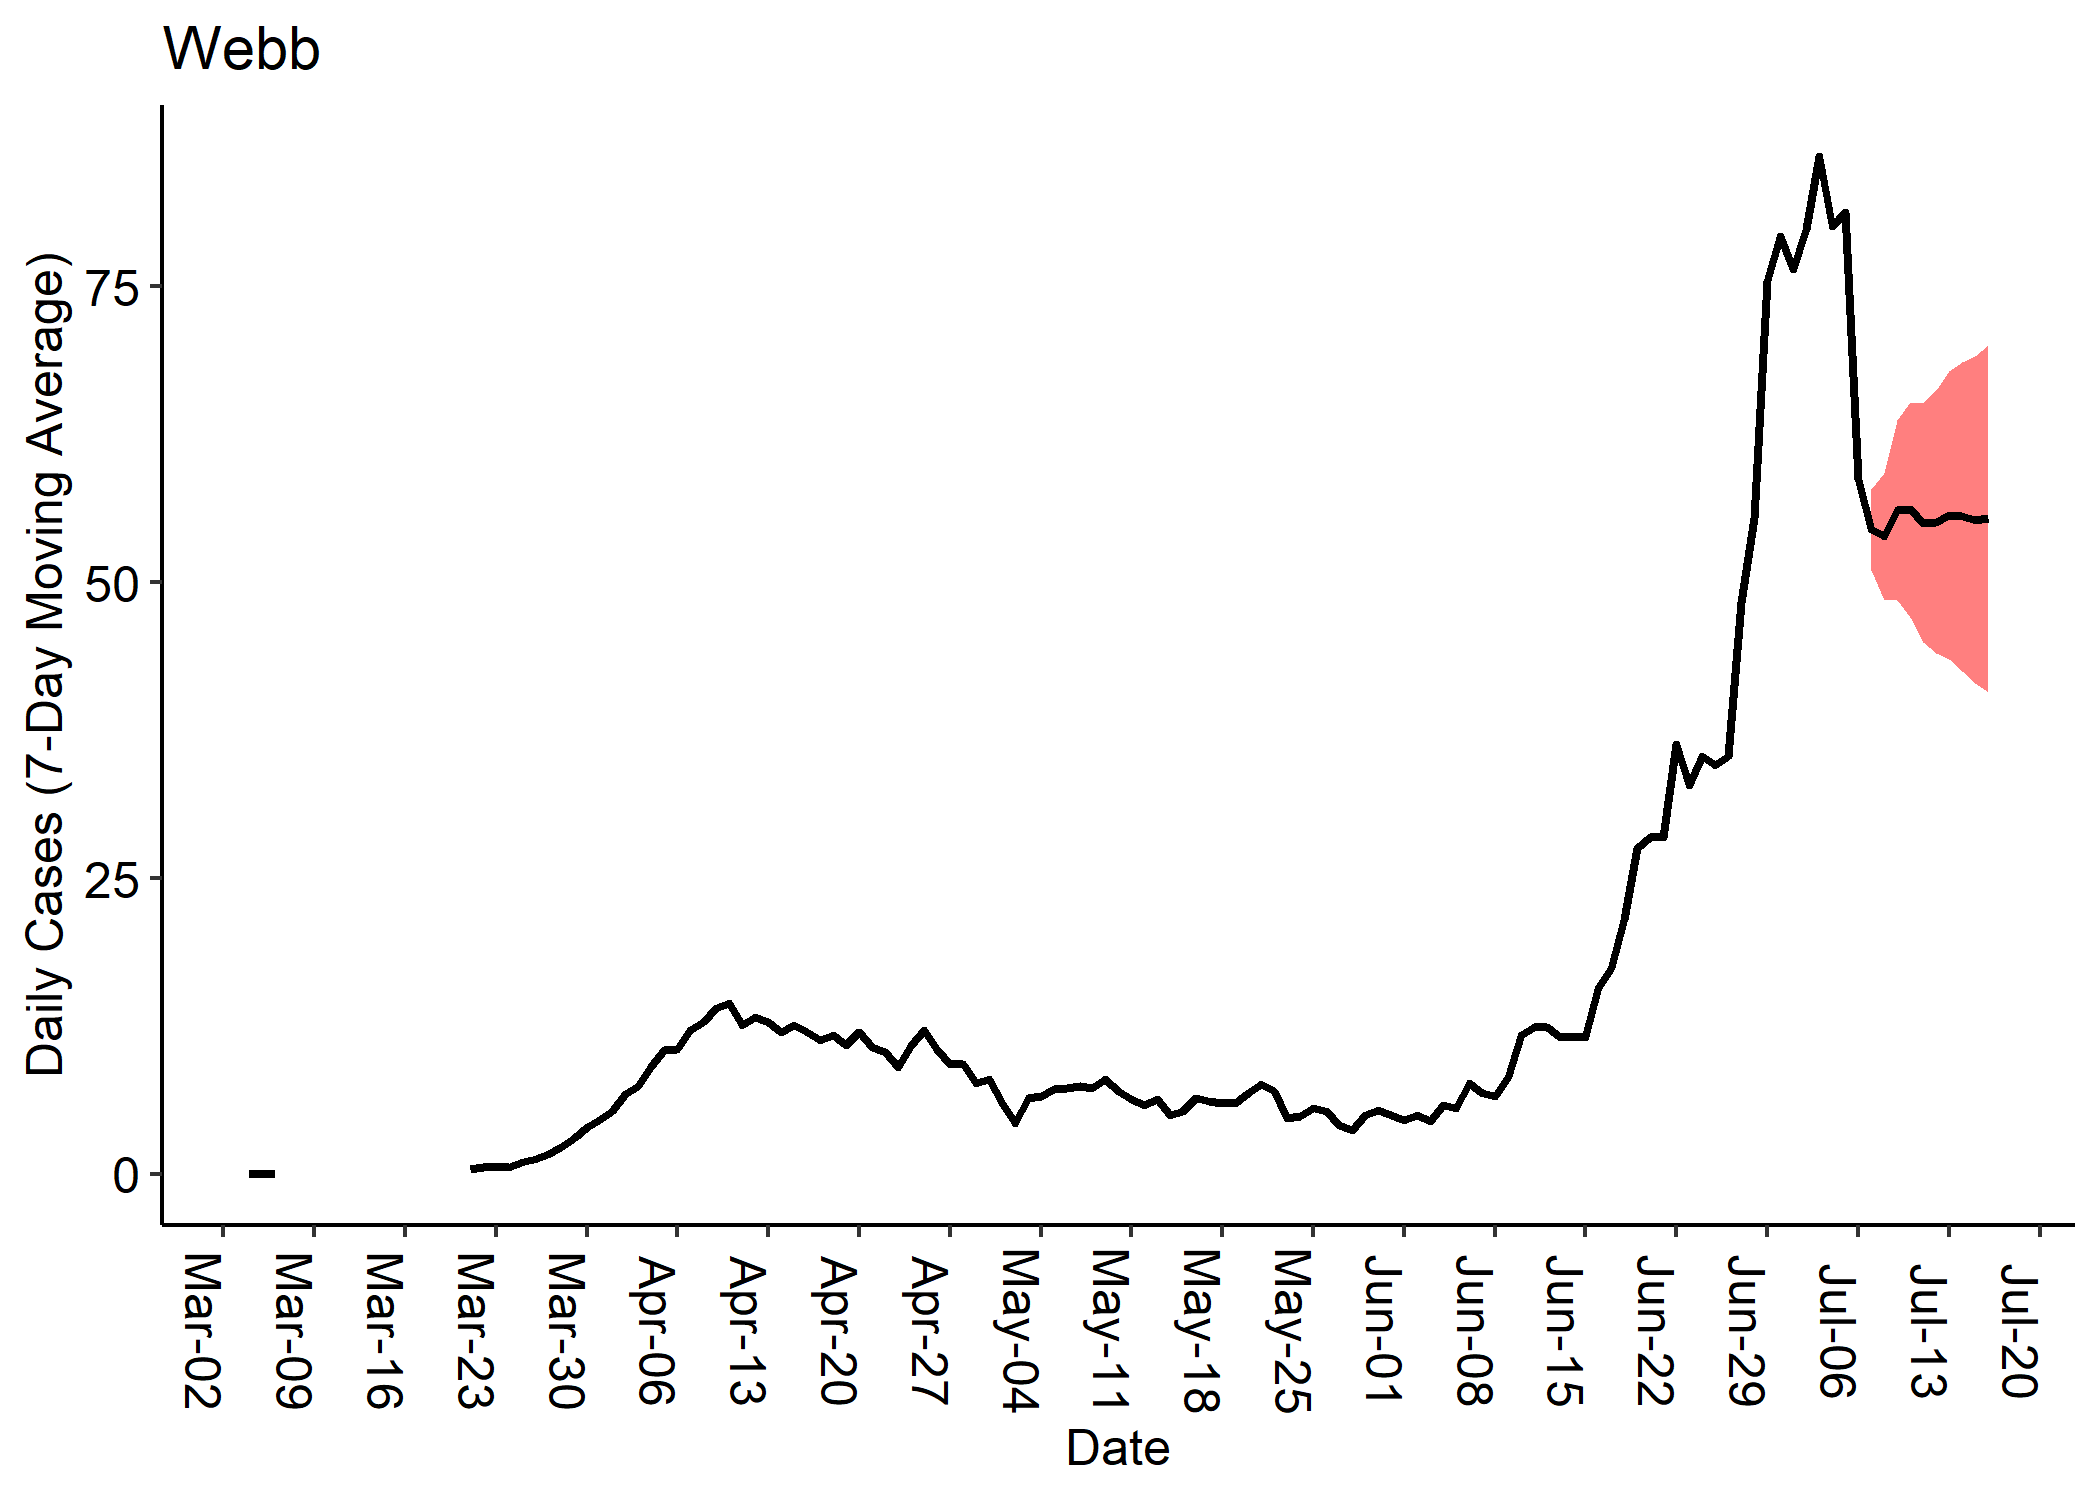 Webb
Daily Cases (7-Day Moving Average)
75
50
25
0
Mar-02
Mar-09
Mar-16
Mar-23
Mar-30
Apr-06
Apr-13
Apr-20
Apr-27
May-04
May-11
May-18
May-25
Jun-01
Jun-08
Jun-15
Jun-22
Jun-29
Jul-06
Jul-13
Jul-20
Date